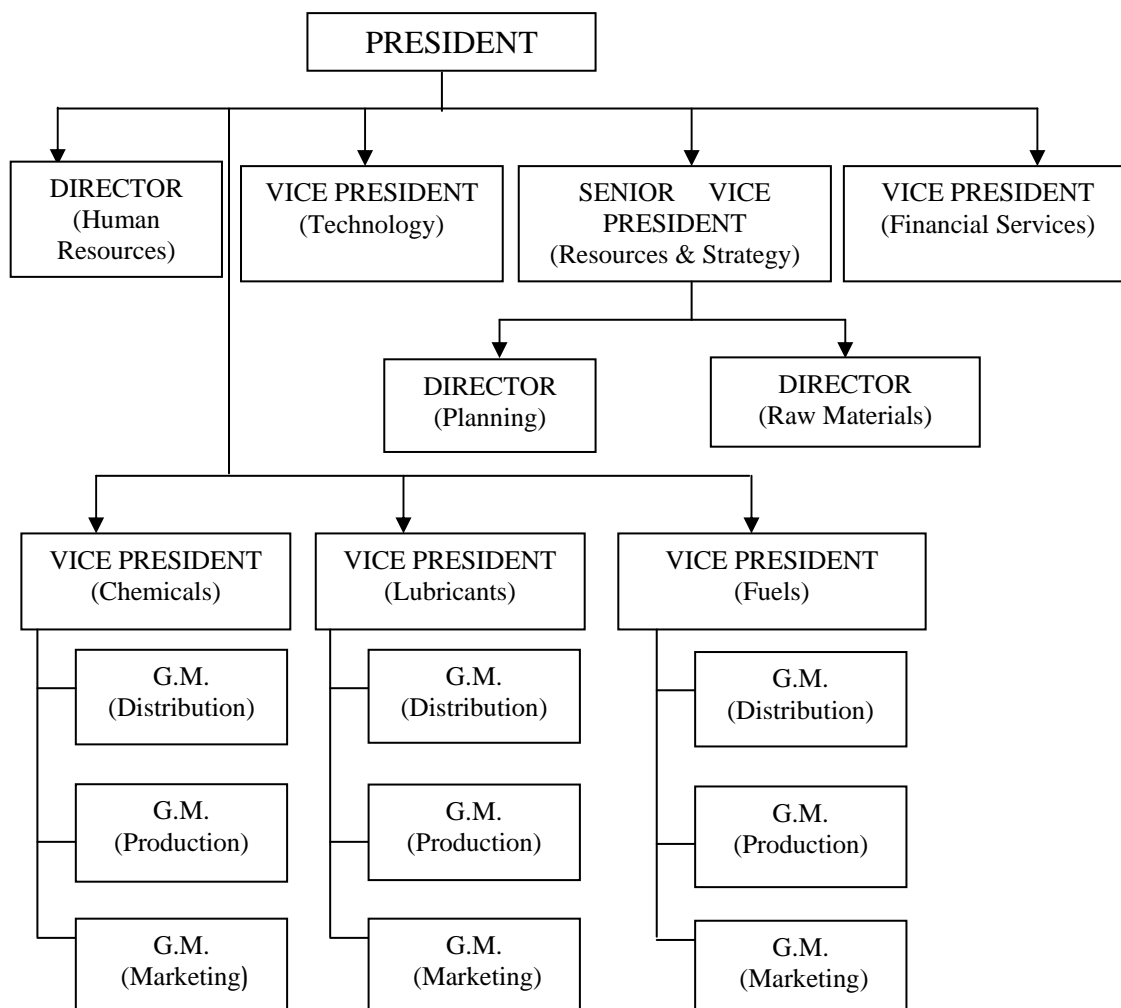 PRESIDENT
DIRECTOR
(Human
Resources)
VICE PRESIDENT
(Technology)
SENIOR VICE
PRESIDENT
(Resources & Strategy)
VICE PRESIDENT
(Financial Services)
DIRECTOR
(Planning)
DIRECTOR
(Raw Materials)
VICE PRESIDENT
(Chemicals)
VICE PRESIDENT
(Lubricants)
VICE PRESIDENT
(Fuels)
G.M.
(Distribution)
G.M.
(Distribution)
G.M.
(Distribution)
G.M.
(Production)
G.M.
(Production)
G.M.
(Production)
G.M.
(Marketing)
G.M.
(Marketing)
G.M.
(Marketing)